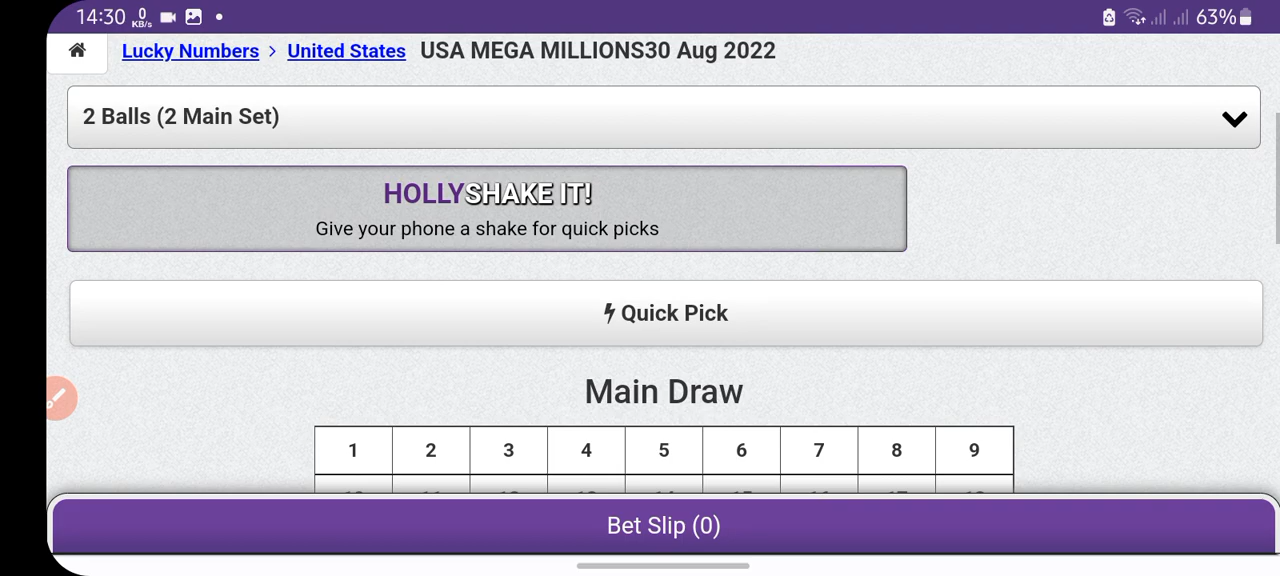 14:30 0 KB/s 63%
Lucky Numbers > United States USA MEGA MILLIONS30 Aug 2022
2 Balls (2 Main Set)
HOLLYSHAKE IT!
Give your phone a shake for quick picks
Quick Pick
Main Draw
1 2 3 4 5 6 7 8 9
Bet Slip (0)